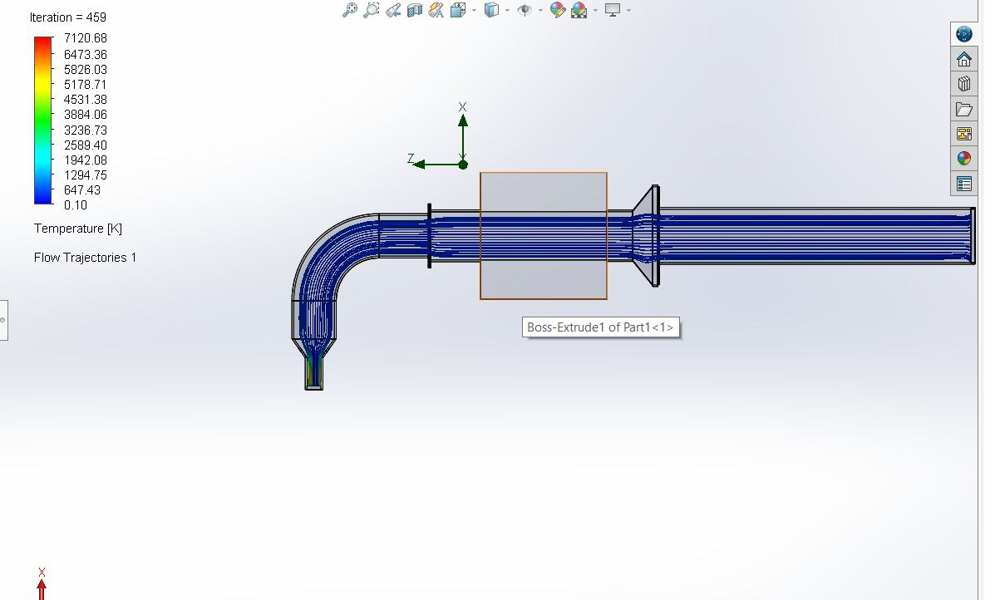 Iteration = 459
7120.68
6473.36
5826.03
5178.71
4531.38
3884.06
3236.73
2589.40
1942.08
1294.75
647.43
0.10
Temperature [K]
Flow Trajectories 1
X
Z
Y
Boss-Extrude1 of Part1<1>
X